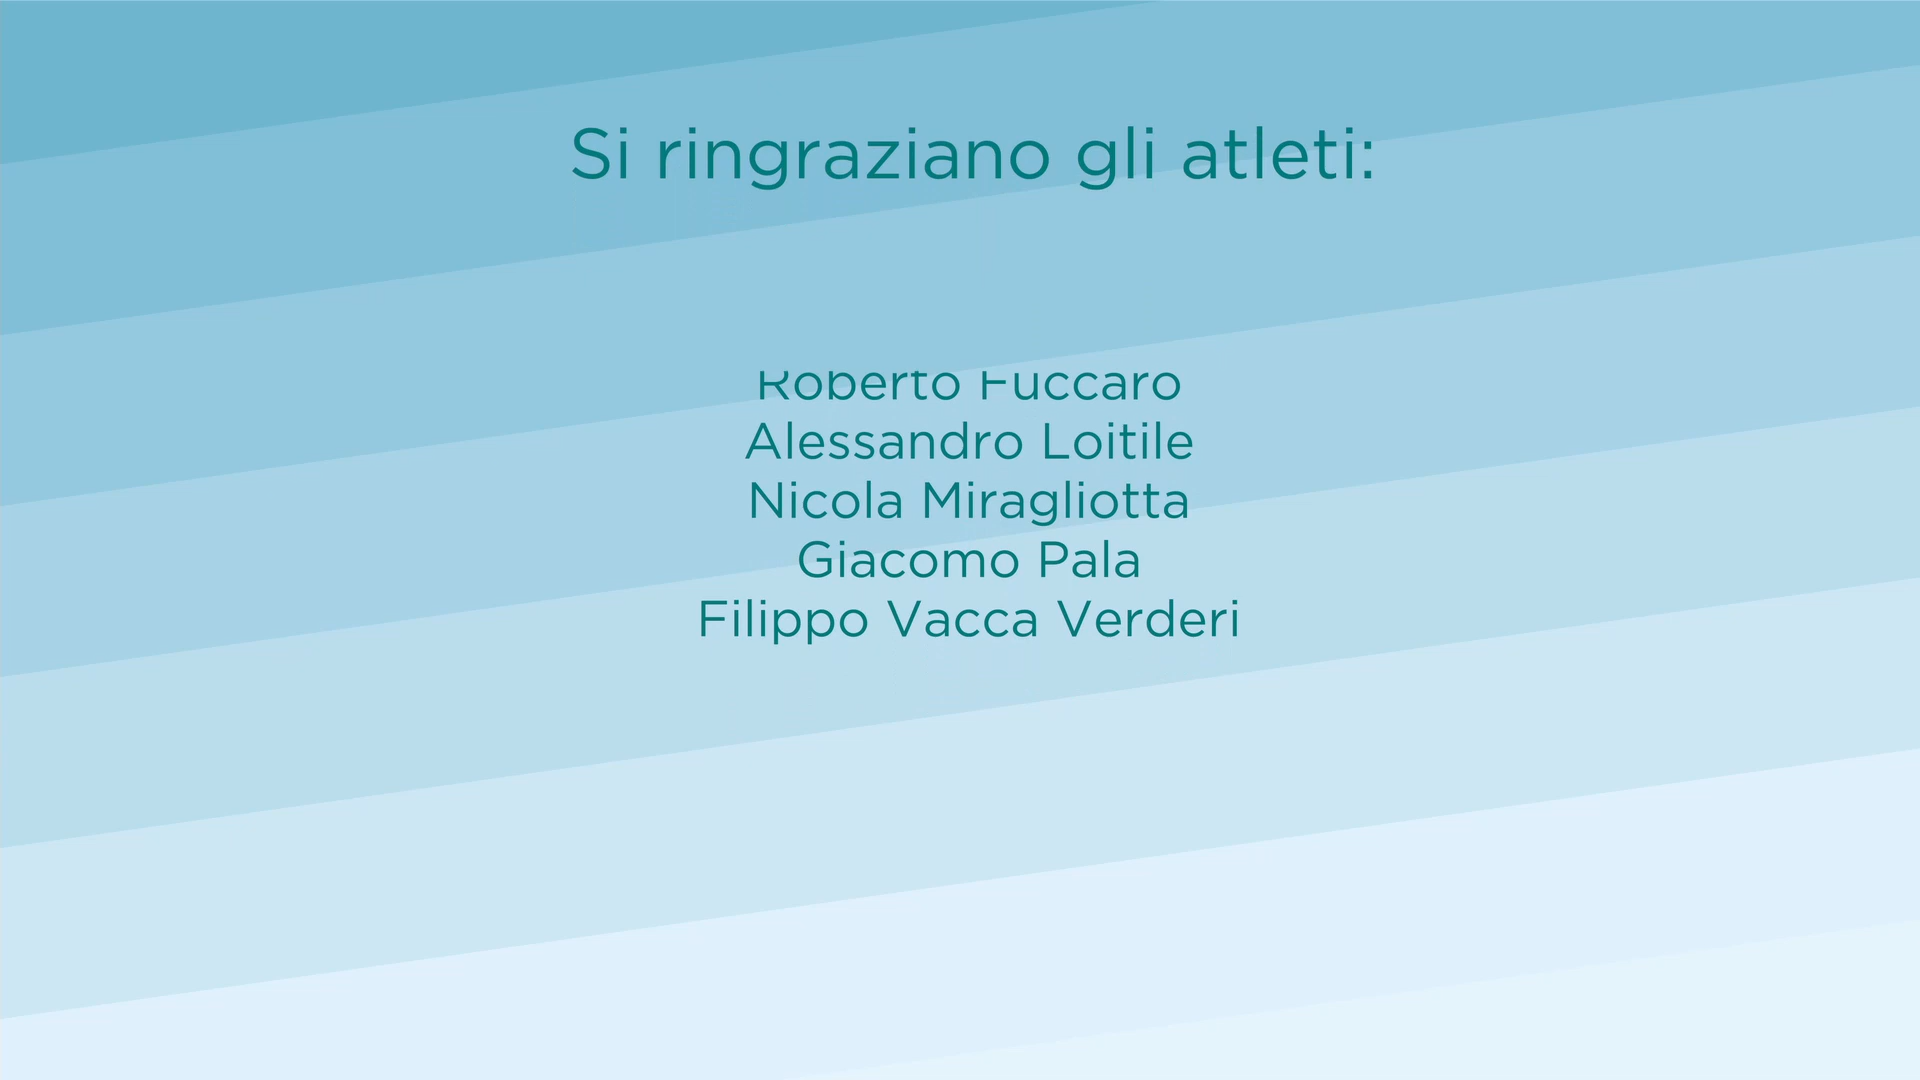 Si ringraziano gli atleti:
Roberto Fuccaro
Alessandro Loitile
Nicola Miragliotta
Giacomo Pala
Filippo Vacca Verderi